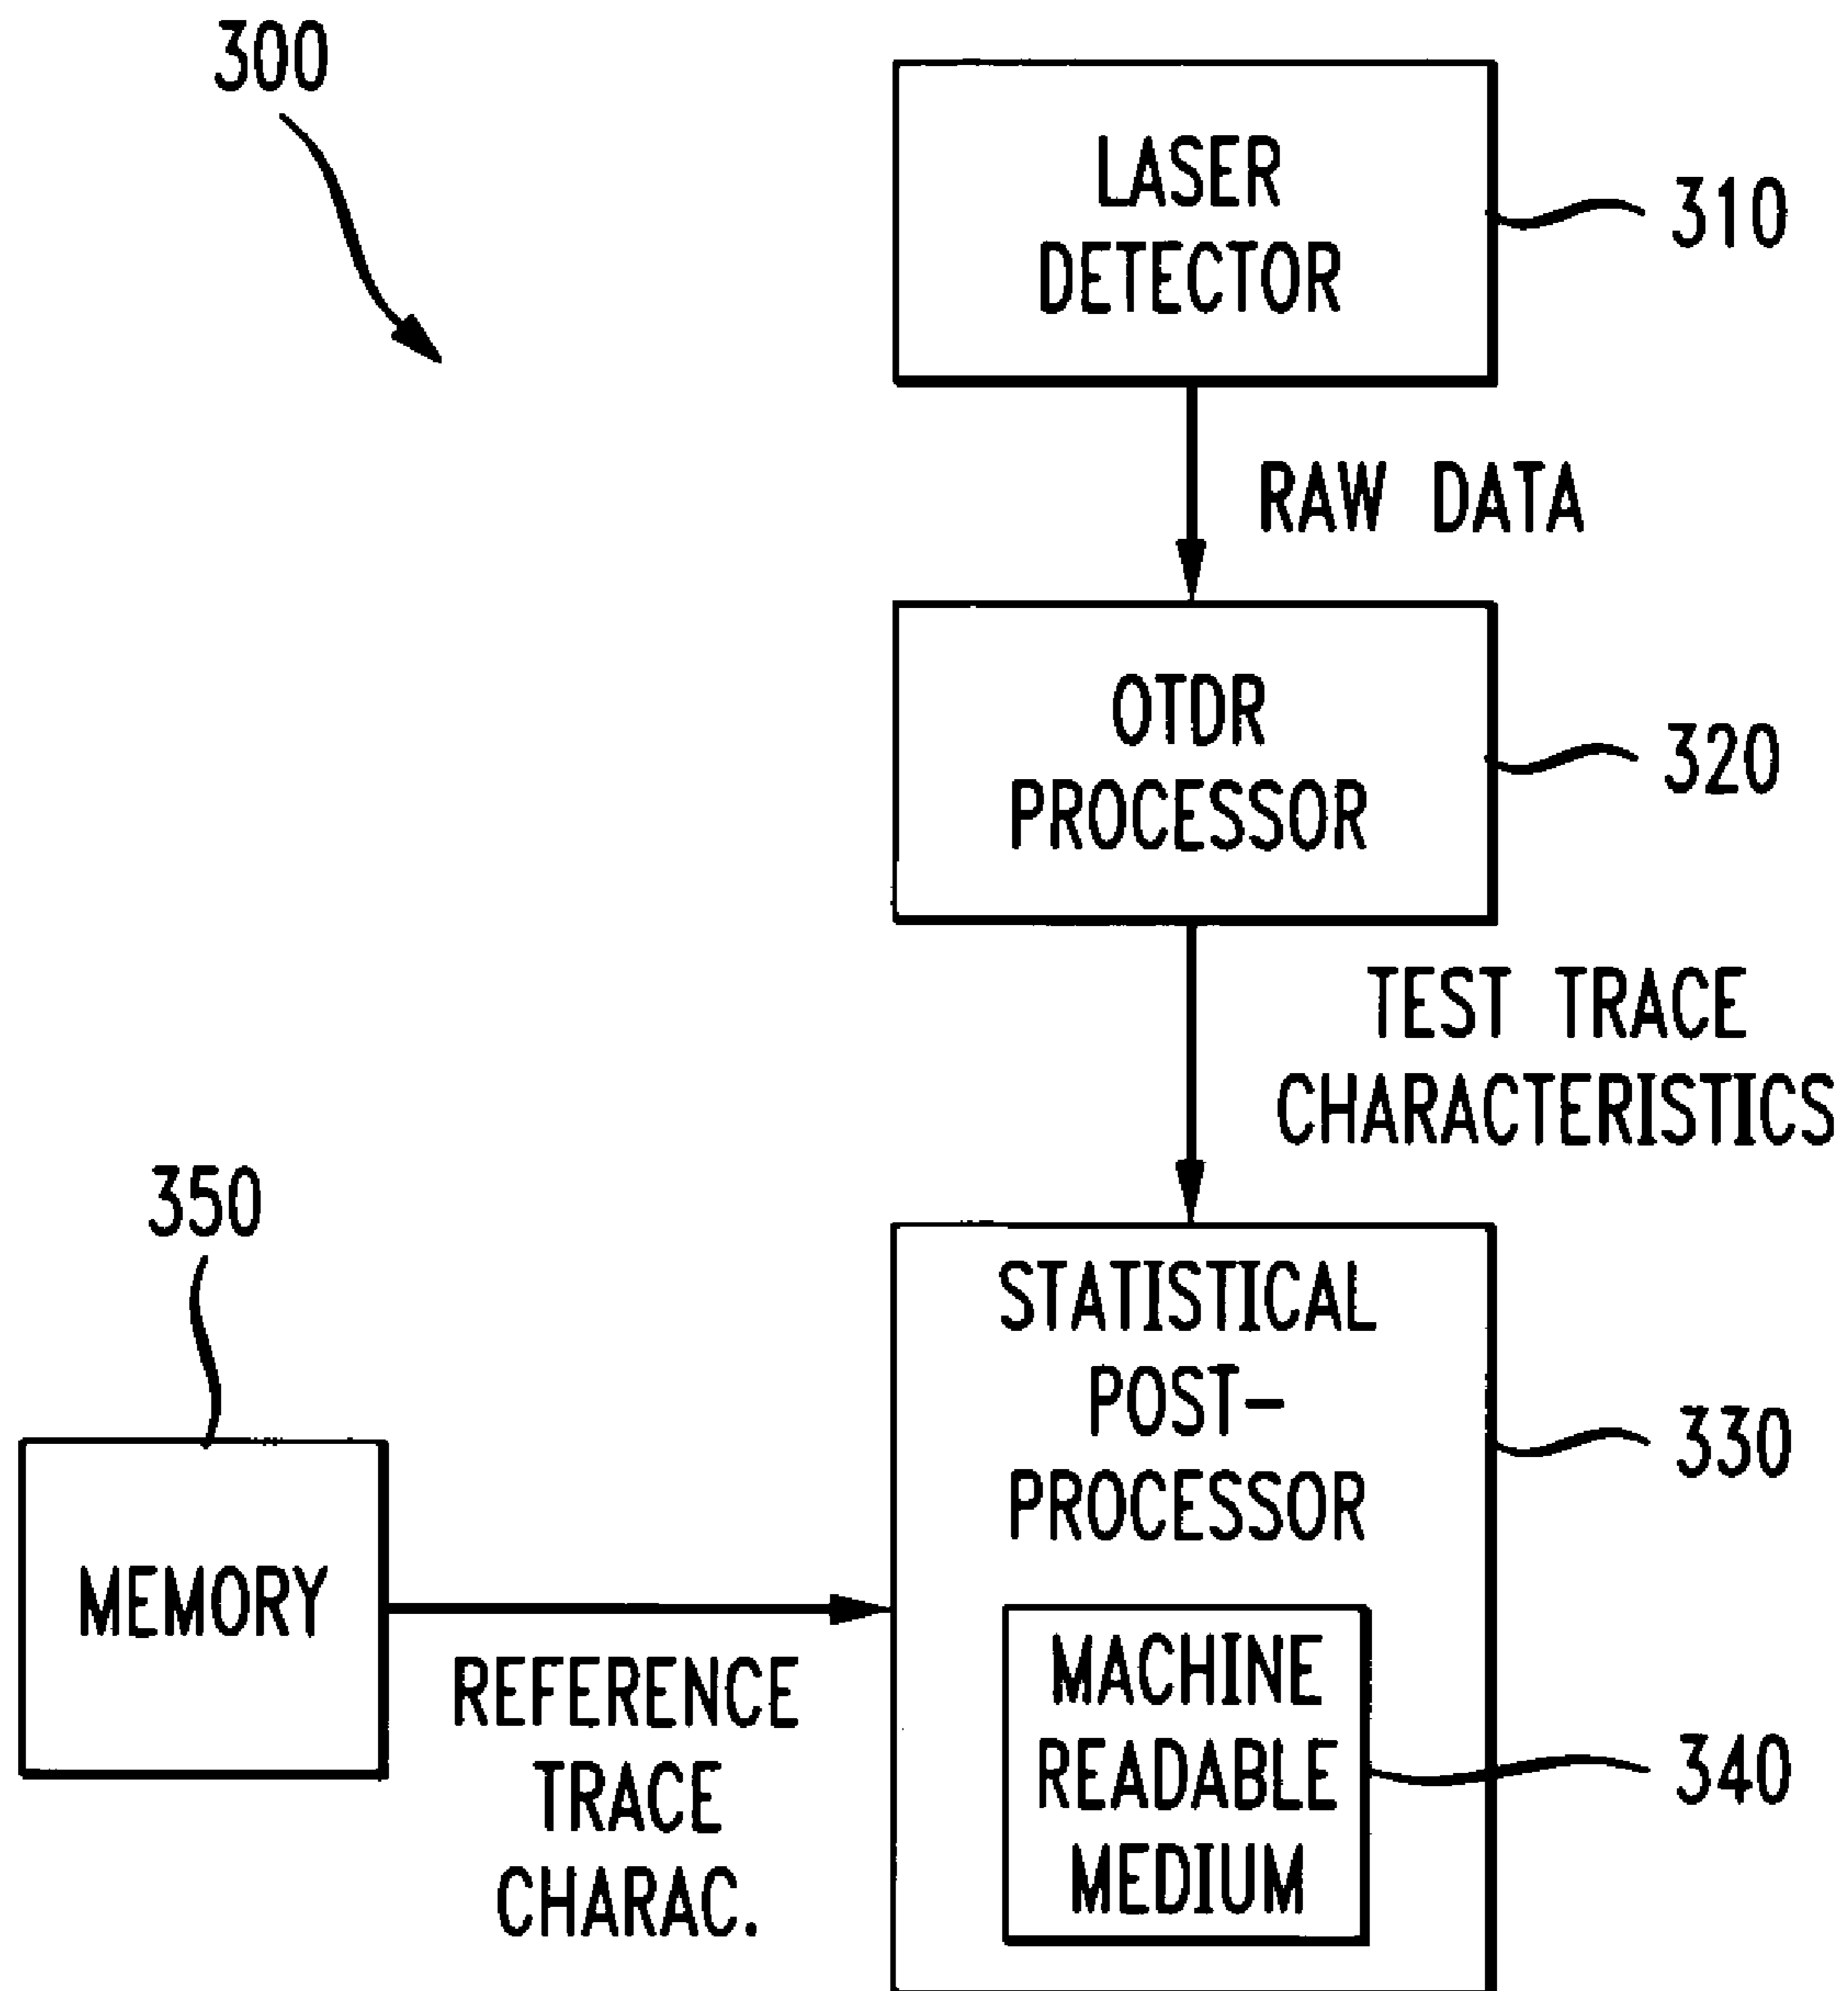 300
LASER
DETECTOR
310
RAW DATA
OTDR
PROCESSOR
320
TEST TRACE
CHARACTERISTICS
350
STATISTICAL
POST-
PROCESSOR
330
MEMORY
REFERENCE
TRACE
CHARAC.
MACHINE
READABLE
MEDIUM
340